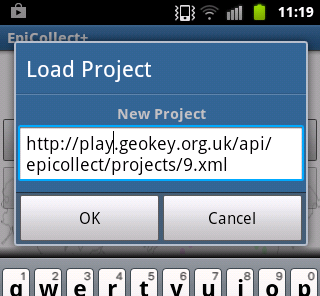 11:19
EpiCollect+
Load Project
New Project
http://play.geokey.org.uk/api/
epicollect/projects/9.xml
OK Cancel
q w e r t y u i o p